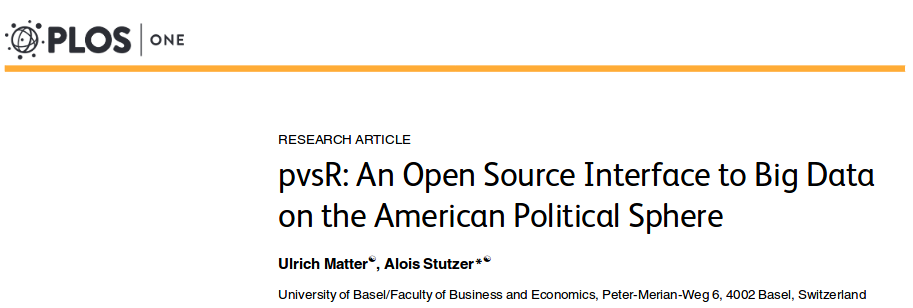 PLOS | ONE
RESEARCH ARTICLE
pvsR: An Open Source Interface to Big Data
on the American Political Sphere
Ulrich Matter☯, Alois Stutzer*☯
University of Basel/Faculty of Business and Economics, Peter-Merian-Weg 6, 4002 Basel, Switzerland